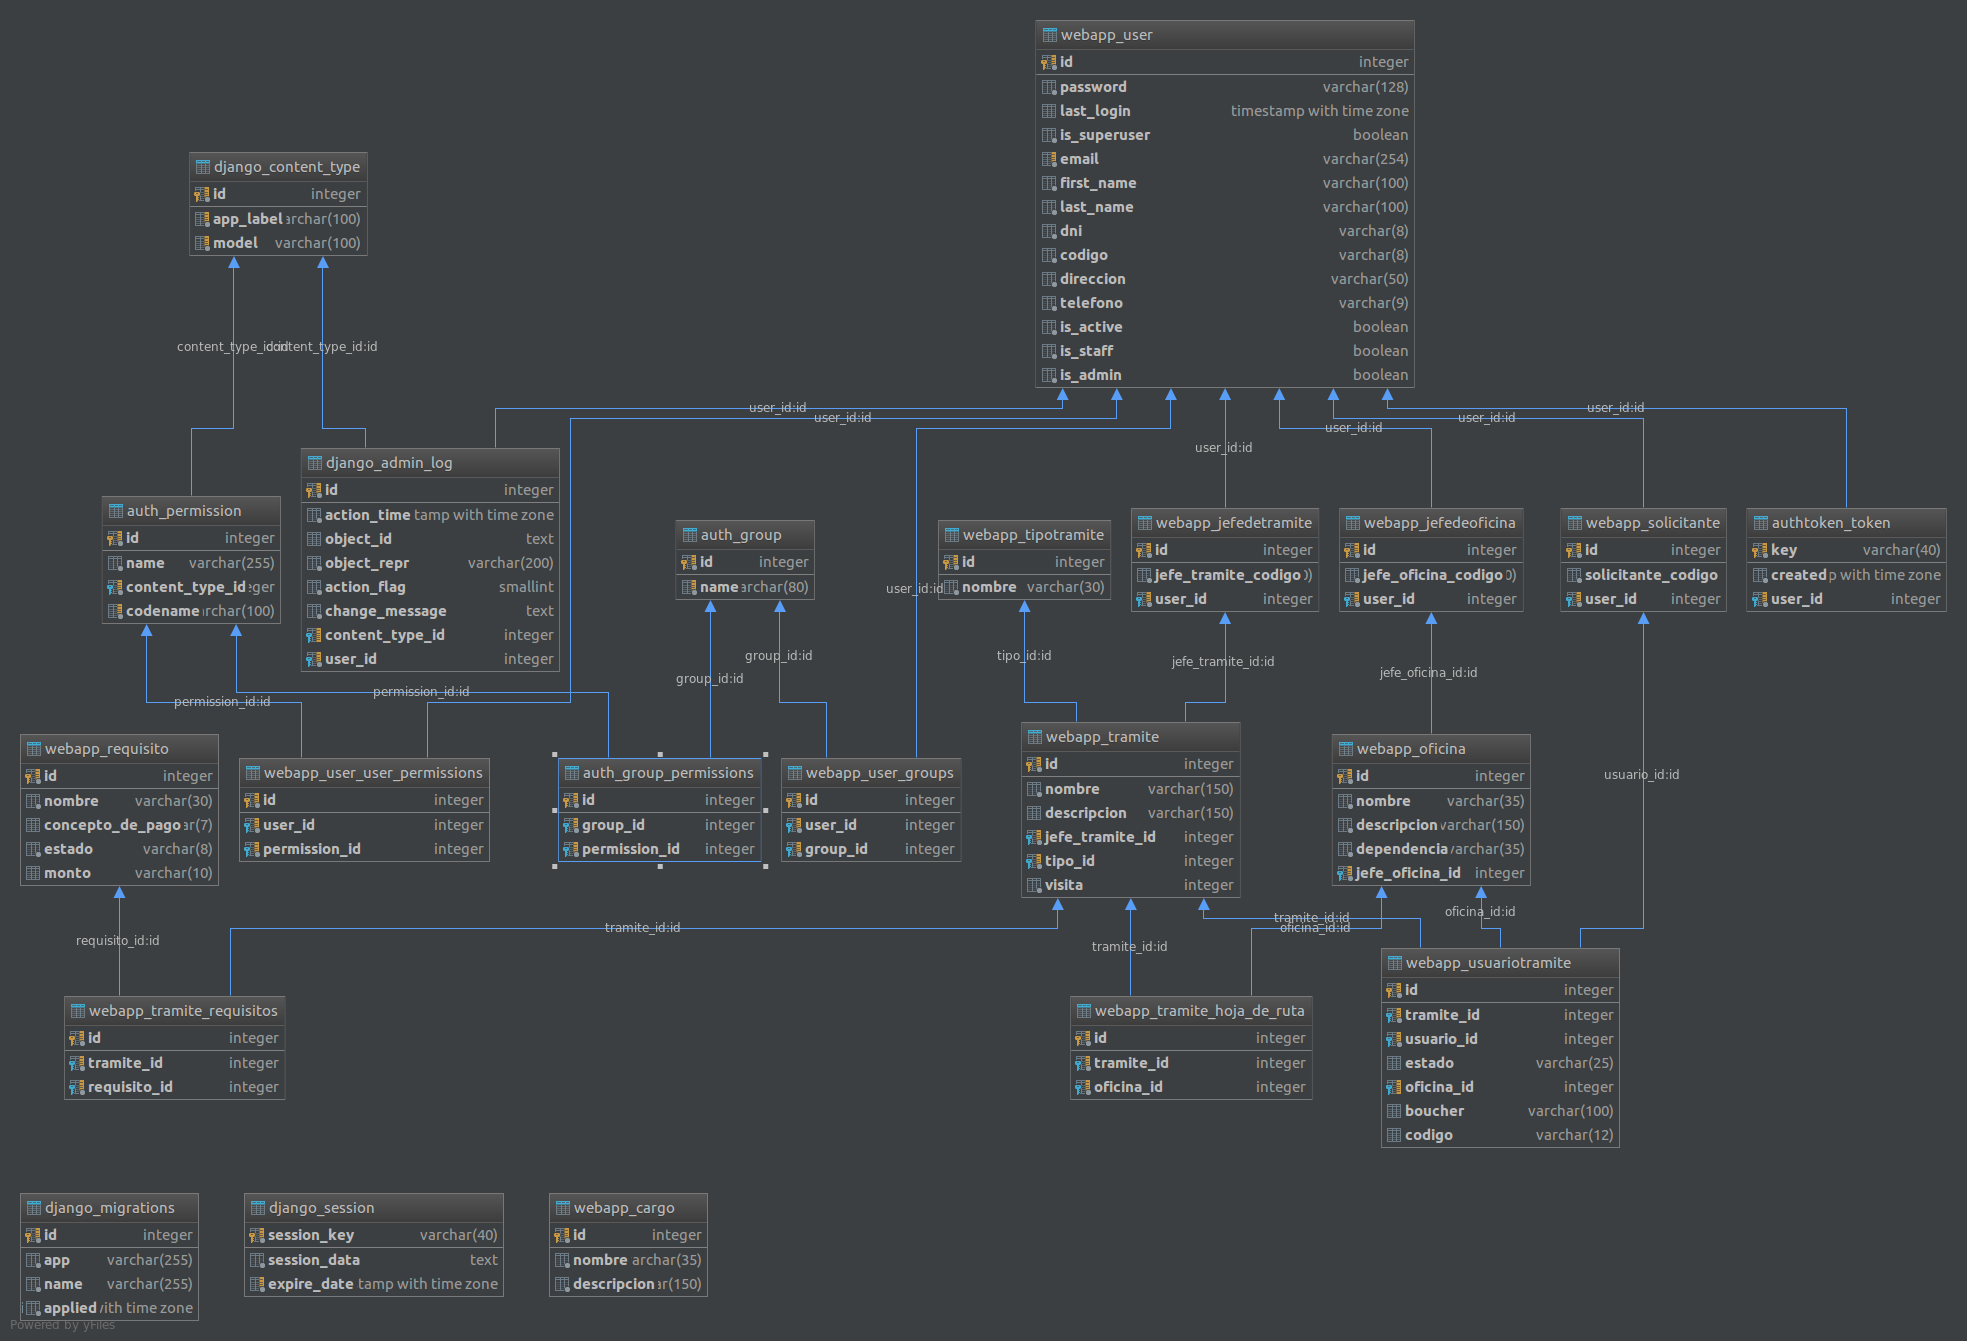 webapp_user
id integer
password varchar(128)
last_login timestamp with time zone
is_superuser boolean
email varchar(254)
first_name varchar(100)
last_name varchar(100)
dni varchar(8)
codigo varchar(8)
direccion varchar(50)
telefono varchar(9)
is_active boolean
is_staff boolean
is_admin boolean
django_content_type
id integer
app_label archar(100)
model varchar(100)
content_type_id:id
content_type_id:id
user_id:id
user_id:id
user_id:id
user_id:id
user_id:id
user_id:id
user_id:id
django_admin_log
id integer
action_time tamp with time zone
object_id text
object_repr varchar(200)
action_flag smallint
change_message text
content_type_id integer
user_id integer
auth_permission
id integer
name varchar(255)
content_type_id eger
codename rchar(100)
auth_group
id integer
name archar(80)
webapp_tipotramite
id integer
nombre varchar(30)
webapp_jefedetramite
id integer
jefe_tramite_codigo 0)
user_id integer
webapp_jefedeoficina
id integer
jefe_oficina_codigo 0)
user_id integer
webapp_solicitante
id integer
solicitante_codigo
user_id integer
authtoken_token
key varchar(40)
created p with time zone
user_id integer
permission_id:id
permission_id:id
group_id:id
group_id:id
tipo_id:id
jefe_tramite_id:id
jefe_oficina_id:id
usuario_id:id
webapp_requisito
id integer
nombre varchar(30)
concepto_de_pago ar(7)
estado varchar(8)
monto varchar(10)
webapp_user_user_permissions
id integer
user_id integer
permission_id integer
auth_group_permissions
id integer
group_id integer
permission_id integer
webapp_user_groups
id integer
user_id integer
group_id integer
webapp_tramite
id integer
nombre varchar(150)
descripcion varchar(150)
jefe_tramite_id integer
tipo_id integer
visita integer
webapp_oficina
id integer
nombre varchar(35)
descripcion varchar(150)
dependencia varchar(35)
jefe_oficina_id integer
requisito_id:id
tramite_id:id
tramite_id:id
tramite_id:id
oficina_id:id
oficina_id:id
webapp_tramite_requisitos
id integer
tramite_id integer
requisito_id integer
webapp_tramite_hoja_de_ruta
id integer
tramite_id integer
oficina_id integer
webapp_usuariotramite
id integer
tramite_id integer
usuario_id integer
estado varchar(25)
oficina_id integer
boucher varchar(100)
codigo varchar(12)
django_migrations
id integer
app varchar(255)
name varchar(255)
applied ith time zone
django_session
session_key varchar(40)
session_data text
expire_date tamp with time zone
webapp_cargo
id integer
nombre archar(35)
descripcion ar(150)
Powered by yFiles